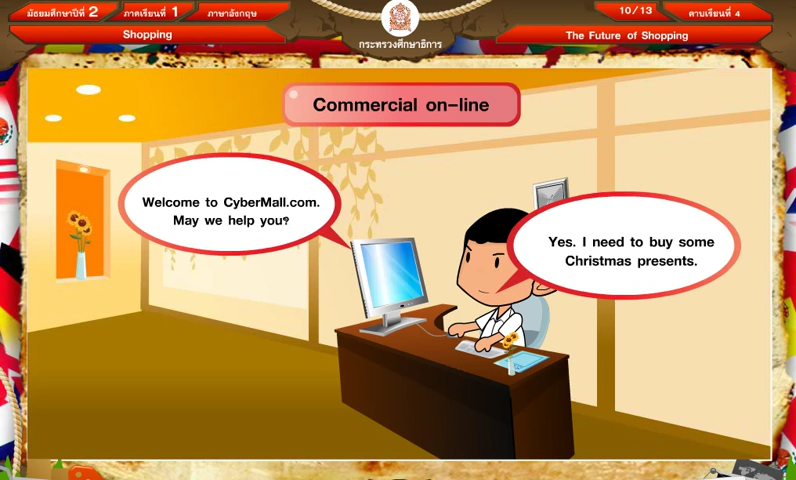 มัธยมศึกษาปีที่ 2
ภาคเรียนที่ 1
ภาษาอังกฤษ
10/13
คาบเรียนที่ 4
Shopping
กระทรวงศึกษาธิการ
The Future of Shopping
Commercial on-line
Welcome to CyberMall.com.
May we help you?
Yes. I need to buy some
Christmas presents.